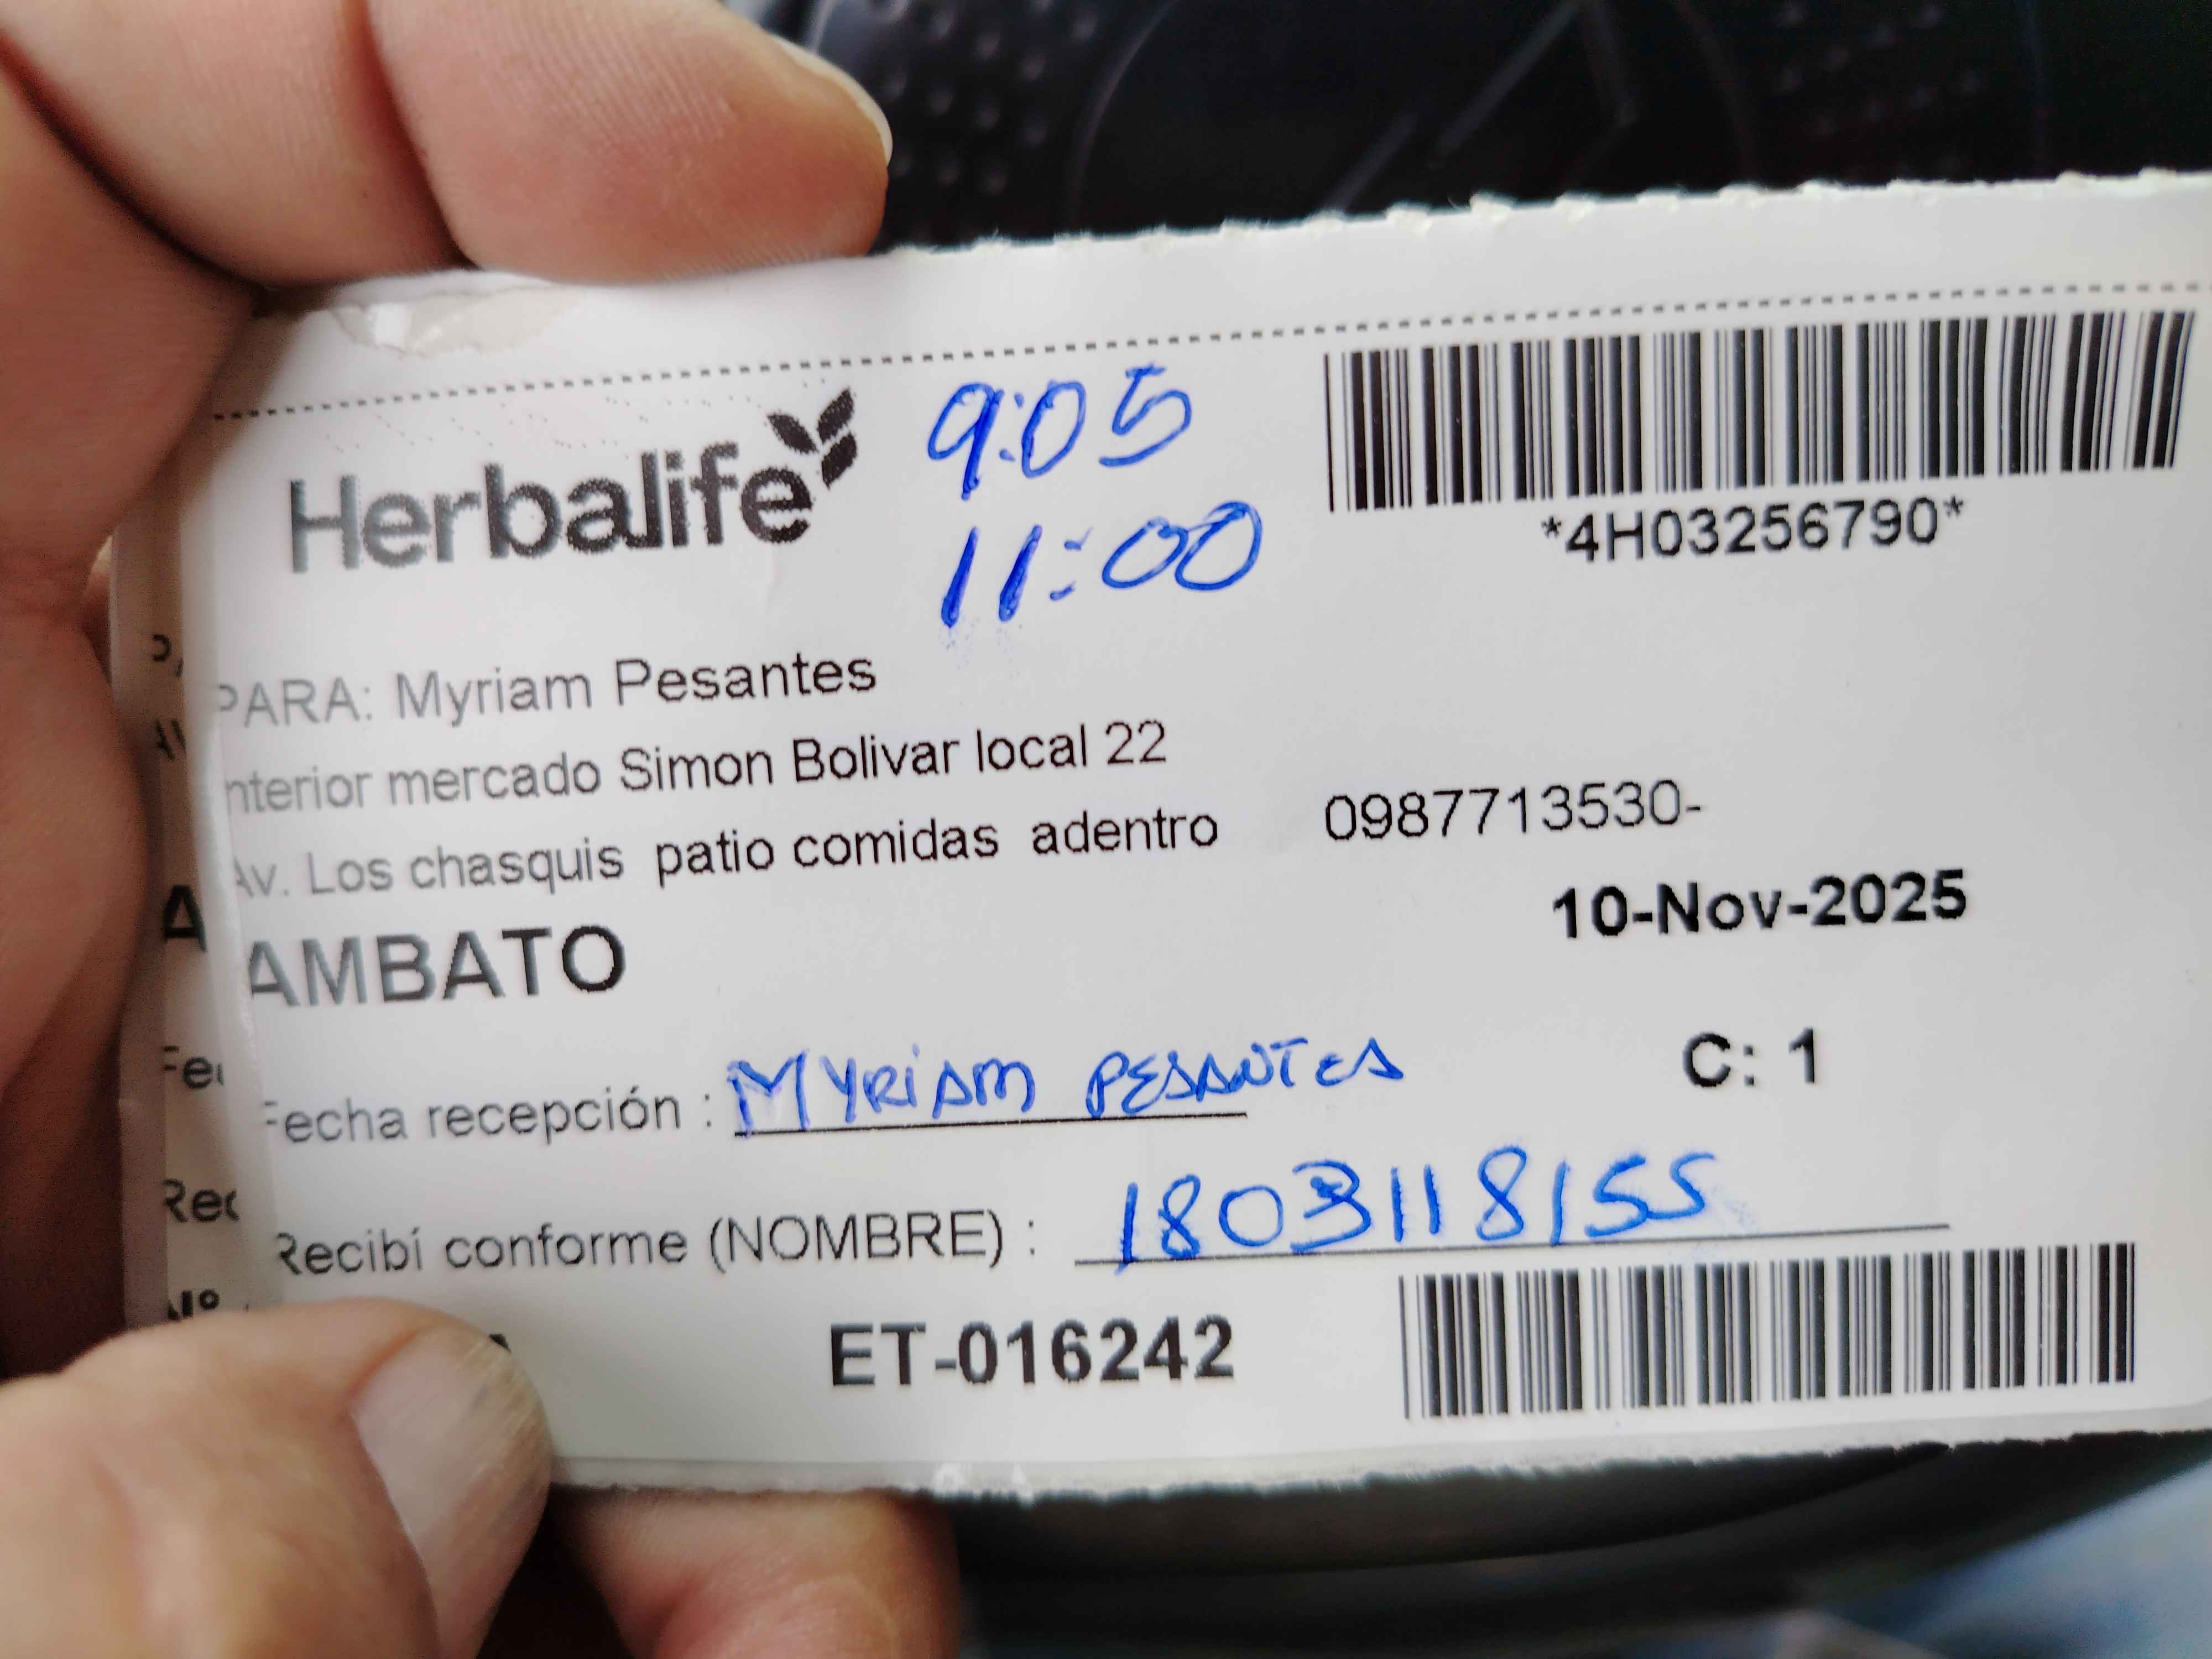 Herbalife
9:05
11:00
*4H03256790*
PARA: Myriam Pesantes
nterior mercado Simon Bolivar local 22
Av. Los chasquis patio comidas adentro 0987713530-
10-Nov-2025
AMBATO
C: 1
Fecha recepción : MYRiAM PESANTES
Recibí conforme (NOMBRE) : 1803118155
ET-016242